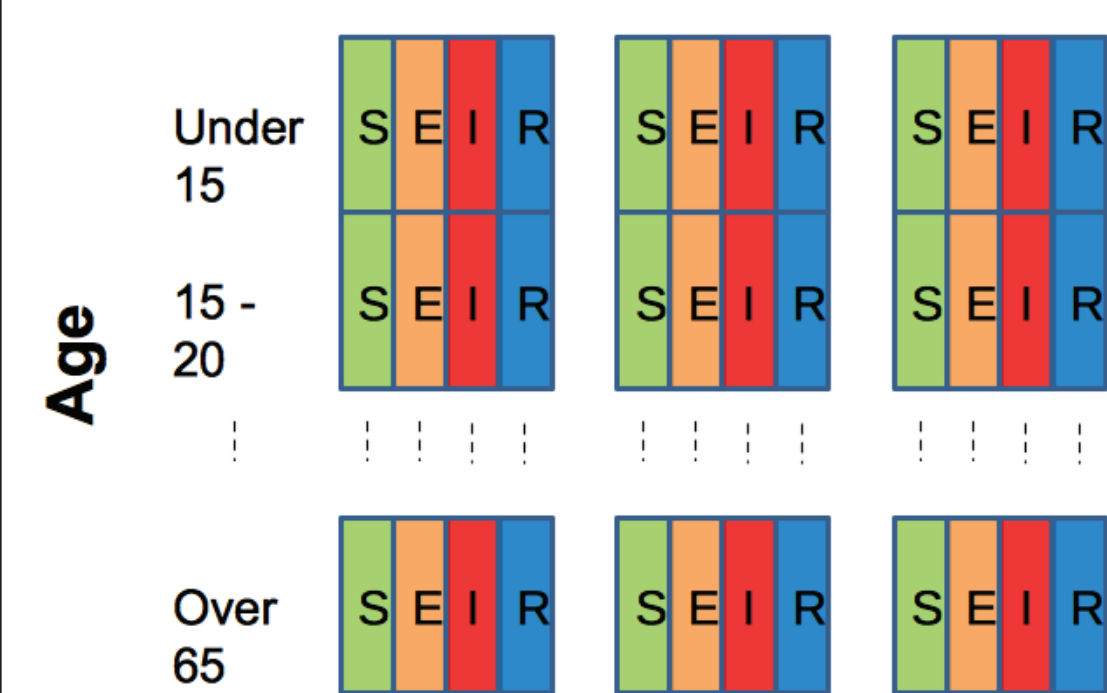 Age
Under
15
S E I R S E I R S E I R
15 -
20
S E I R S E I R S E I R
Over
65
S E I R S E I R S E I R